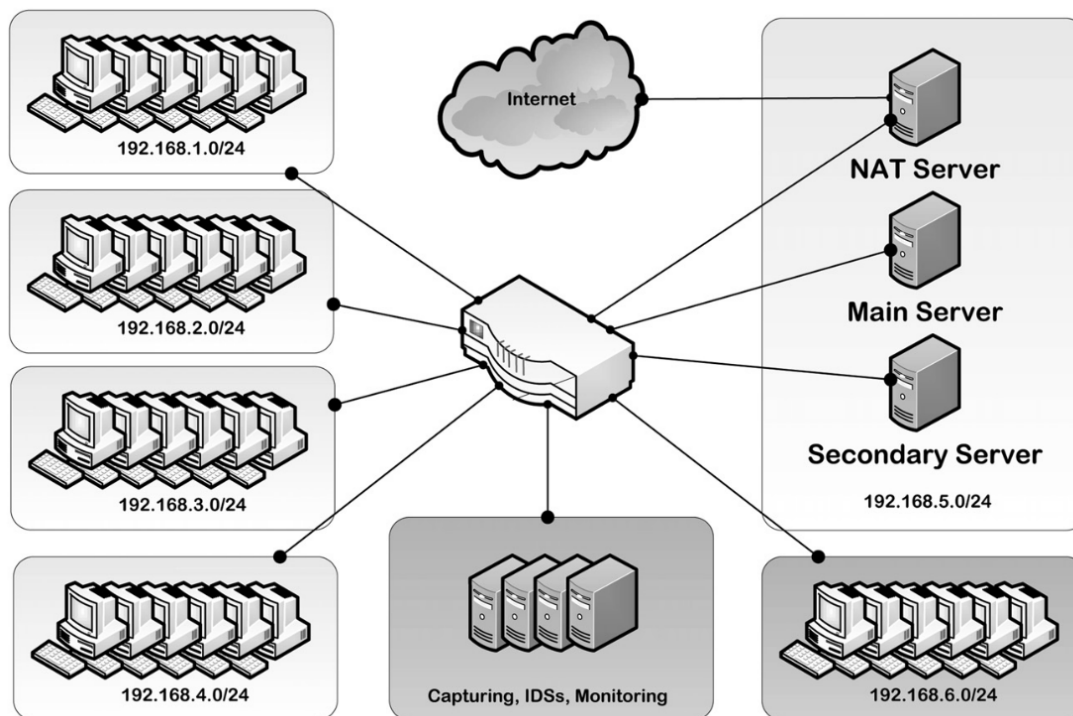 192.168.1.0/24
Internet
NAT Server
192.168.2.0/24
Main Server
192.168.3.0/24
Secondary Server
192.168.5.0/24
192.168.4.0/24
Capturing, IDSs, Monitoring
192.168.6.0/24